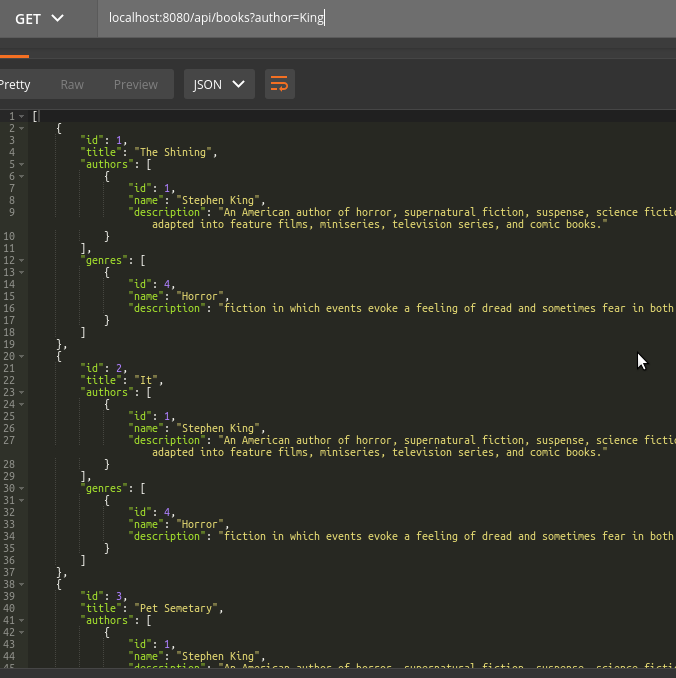 GET localhost:8080/api/books?author=King
Pretty Raw Preview JSON
1 [
2 {
3 "id": 1,
4 "title": "The Shining",
5 "authors": [
6 {
7 "id": 1,
8 "name": "Stephen King",
9 "description": "An American author of horror, supernatural fiction, suspense, science
adapted into feature films, miniseries, television series, and comic books."
10 }
11 ],
12 "genres": [
13 {
14 "id": 4,
15 "name": "Horror",
16 "description": "fiction in which events evoke a feeling of dread and sometimes fear in both
17 }
18 ]
19 },
20 {
21 "id": 2,
22 "title": "It",
23 "authors": [
24 {
25 "id": 1,
26 "name": "Stephen King",
27 "description": "An American author of horror, supernatural fiction, suspense, science
adapted into feature films, miniseries, television series, and comic books."
28 }
29 ],
30 "genres": [
31 {
32 "id": 4,
33 "name": "Horror",
34 "description": "fiction in which events evoke a feeling of dread and sometimes fear in both
35 }
36 ]
37 },
38 {
39 "id": 3,
40 "title": "Pet Semetary",
41 "authors": [
42 {
43 "id": 1,
44 "name": "Stephen King",
45 "description": "An American author of horror, supernatural fiction, suspense, science